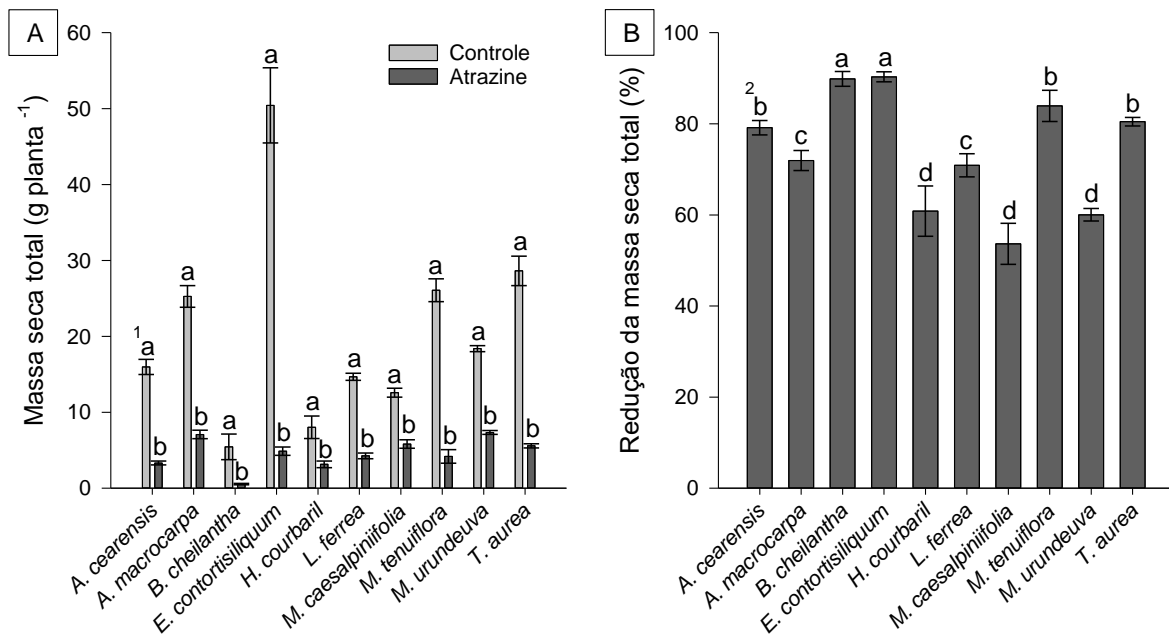 A
Massa seca total (g planta -1)
60
50
40
30
20
10
0
Controle
Atrazine
1
a b a b a b a b a b a b a b a b a b a b
A. cearensis
A. macrocarpa
B. cheilantha
E. contortisiliquum
H. courbaril
L. ferrea
M. caesalpiniifolia
M. tenuiflora
M. urundeuva
T. aurea
B
Redução da massa seca total (%)
100
80
60
40
20
0
2
b c a a d c d b d b
A. cearensis
A. macrocarpa
B. cheilantha
E. contortisiliquum
H. courbaril
L. ferrea
M. caesalpiniifolia
M. tenuiflora
M. urundeuva
T. aurea